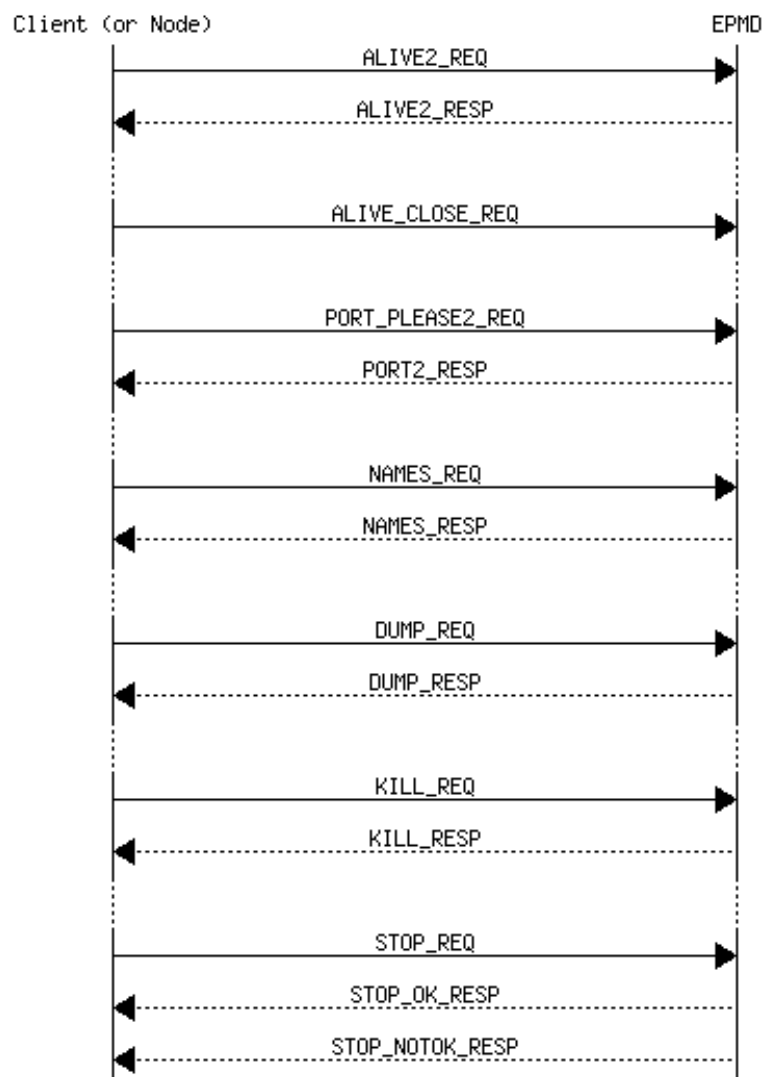 Client (or Node) EPMD
ALIVE2_REQ
ALIVE2_RESP
ALIVE_CLOSE_REQ
PORT_PLEASE2_REQ
PORT2_RESP
NAMES_REQ
NAMES_RESP
DUMP_REQ
DUMP_RESP
KILL_REQ
KILL_RESP
STOP_REQ
STOP_OK_RESP
STOP_NOTOK_RESP